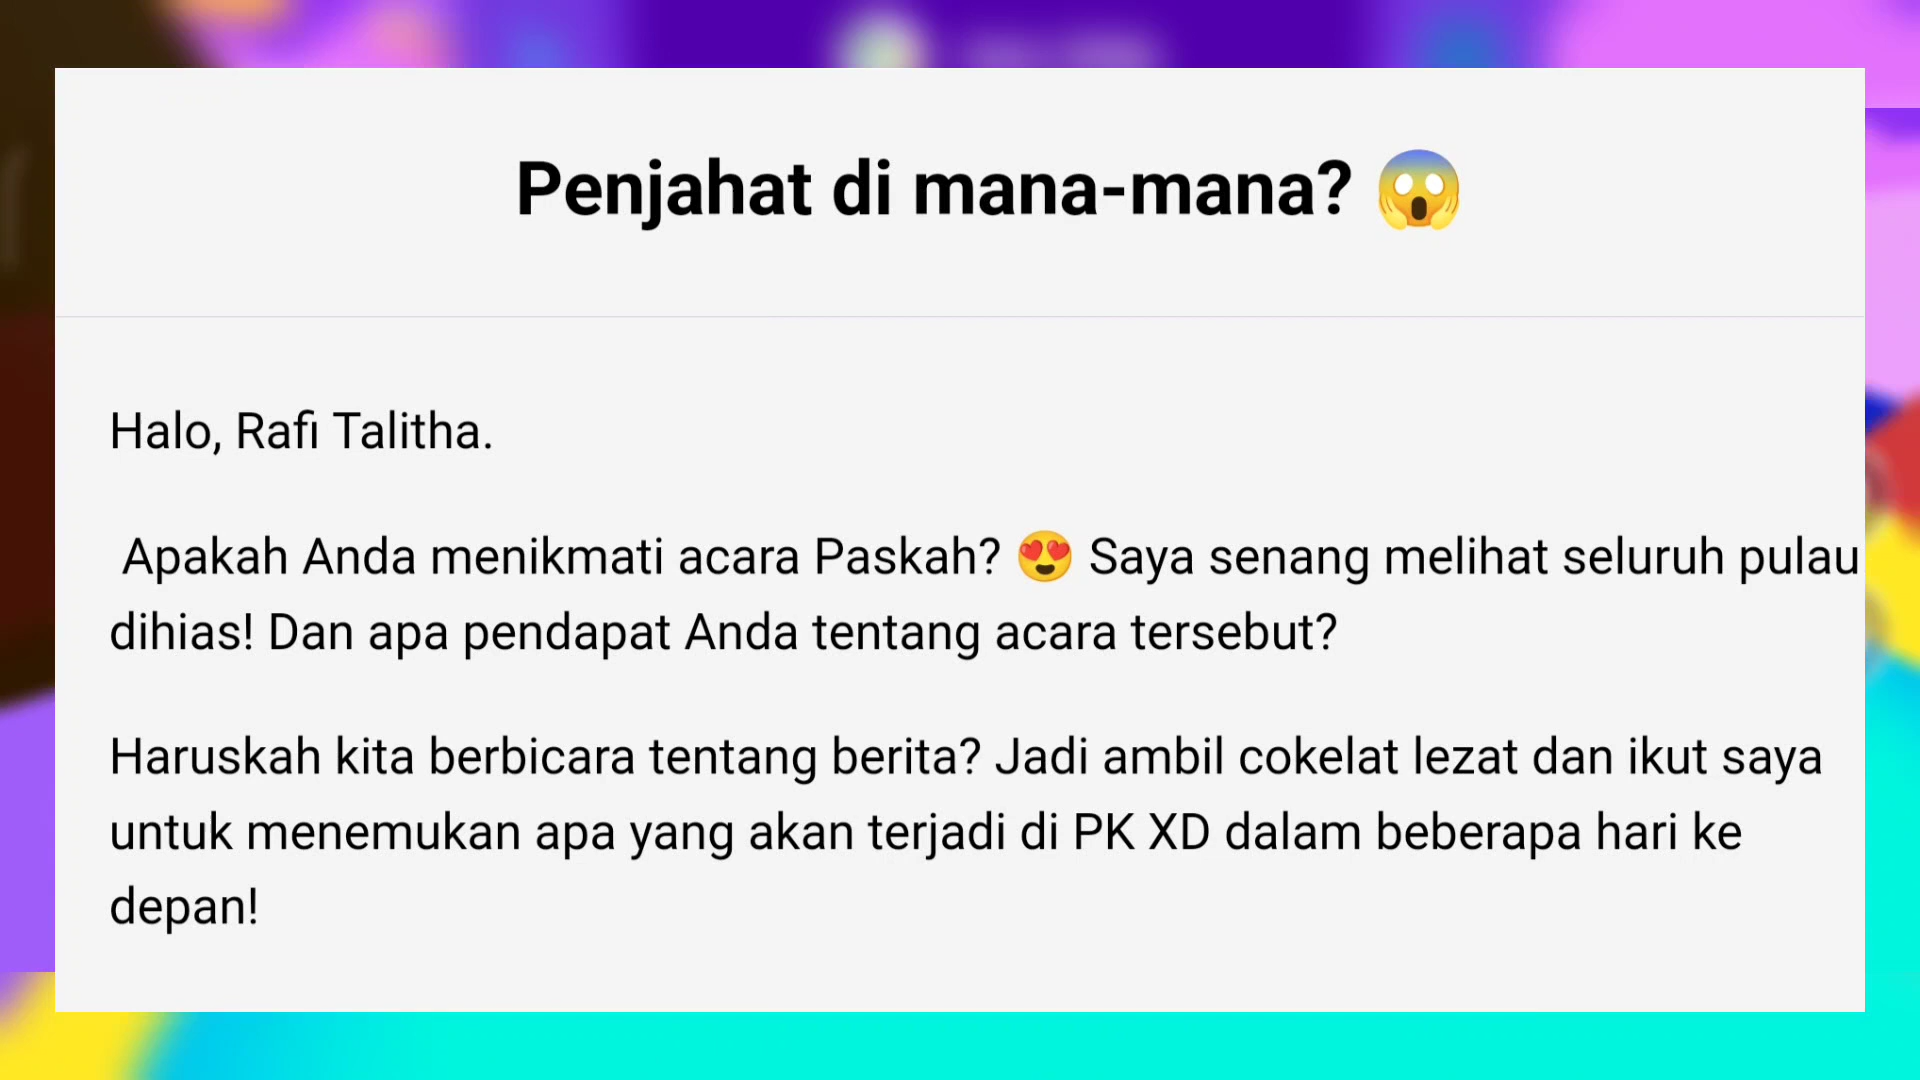 Penjahat di mana-mana? 😱
Halo, Rafi Talitha.
Apakah Anda menikmati acara Paskah? 😍 Saya senang melihat seluruh pulau
dihias! Dan apa pendapat Anda tentang acara tersebut?
Haruskah kita berbicara tentang berita? Jadi ambil cokelat lezat dan ikut saya
untuk menemukan apa yang akan terjadi di PK XD dalam beberapa hari ke
depan!